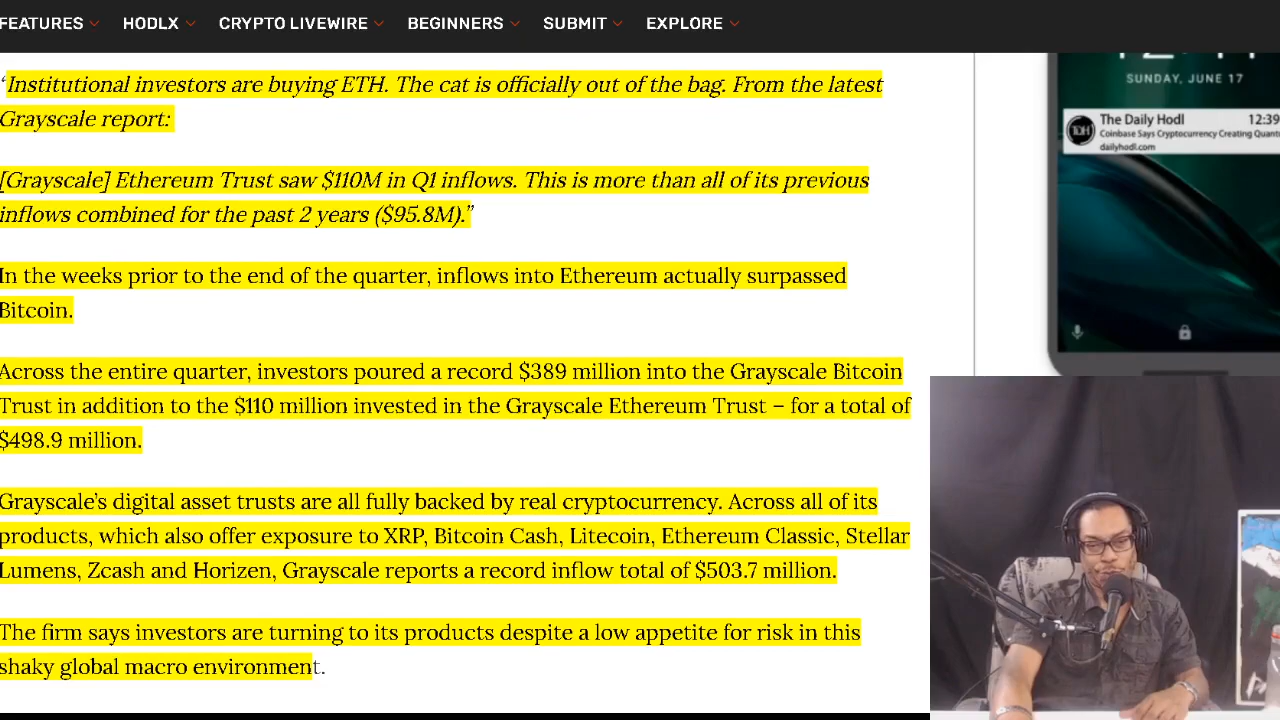 FEATURES HODLX CRYPTO LIVEWIRE BEGINNERS SUBMIT EXPLORE
“Institutional investors are buying ETH. The cat is officially out of the bag. From the latest
Grayscale report:
[Grayscale] Ethereum Trust saw $110M in Q1 inflows. This is more than all of its previous
inflows combined for the past 2 years ($95.8M).”
In the weeks prior to the end of the quarter, inflows into Ethereum actually surpassed
Bitcoin.
Across the entire quarter, investors poured a record $389 million into the Grayscale Bitcoin
Trust in addition to the $110 million invested in the Grayscale Ethereum Trust – for a total of
$498.9 million.
Grayscale’s digital asset trusts are all fully backed by real cryptocurrency. Across all of its
products, which also offer exposure to XRP, Bitcoin Cash, Litecoin, Ethereum Classic, Stellar
Lumens, Zcash and Horizen, Grayscale reports a record inflow total of $503.7 million.
The firm says investors are turning to its products despite a low appetite for risk in this
shaky global macro environment.
SUNDAY, JUNE 17
TDH
The Daily Hodl 12:39
Coinbase Says Cryptocurrency Creating Quant
dailyhodl.com